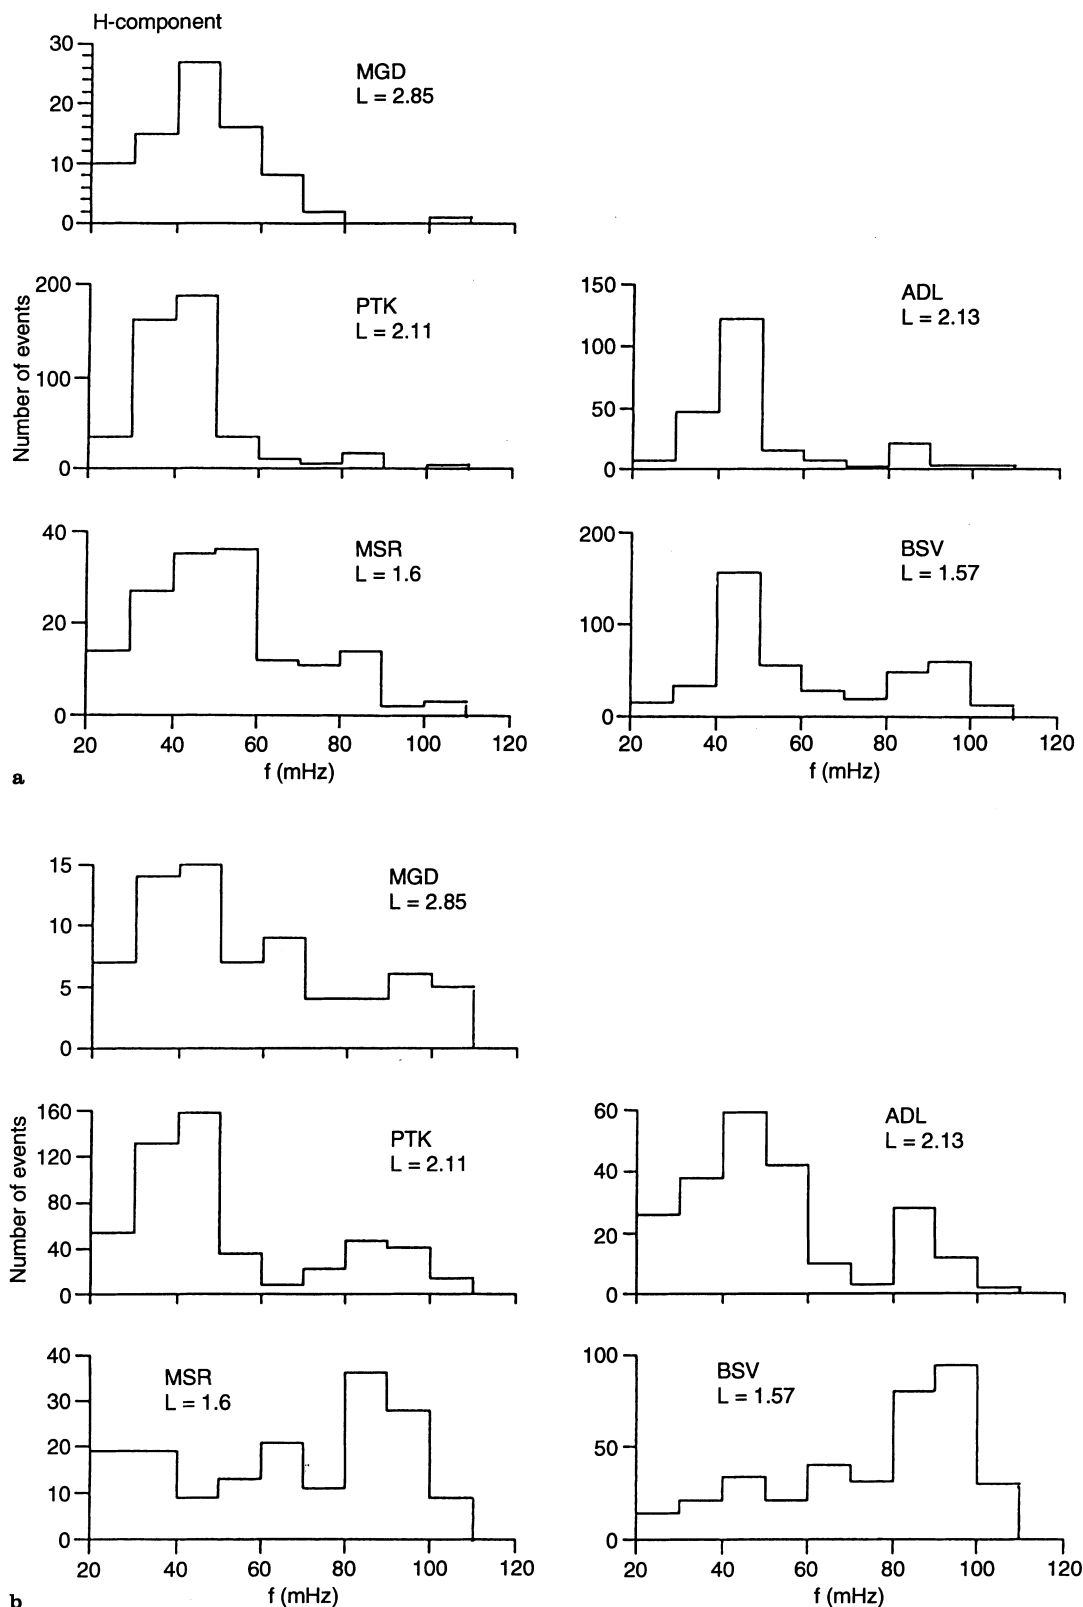 H-component
30
20
10
0
MGD
L = 2.85
Number of events
200
100
0
PTK
L = 2.11
150
100
50
0
ADL
L = 2.13
40
20
0
MSR
L = 1.6
20 40 60 80 100 120
f (mHz)
200
100
0
BSV
L = 1.57
20 40 60 80 100 120
f (mHz)
a
15
10
5
0
MGD
L = 2.85
Number of events
160
120
80
40
0
PTK
L = 2.11
60
40
20
0
ADL
L = 2.13
40
30
20
10
0
MSR
L = 1.6
20 40 60 80 100 120
f (mHz)
100
50
0
BSV
L = 1.57
20 40 60 80 100 120
f (mHz)
b